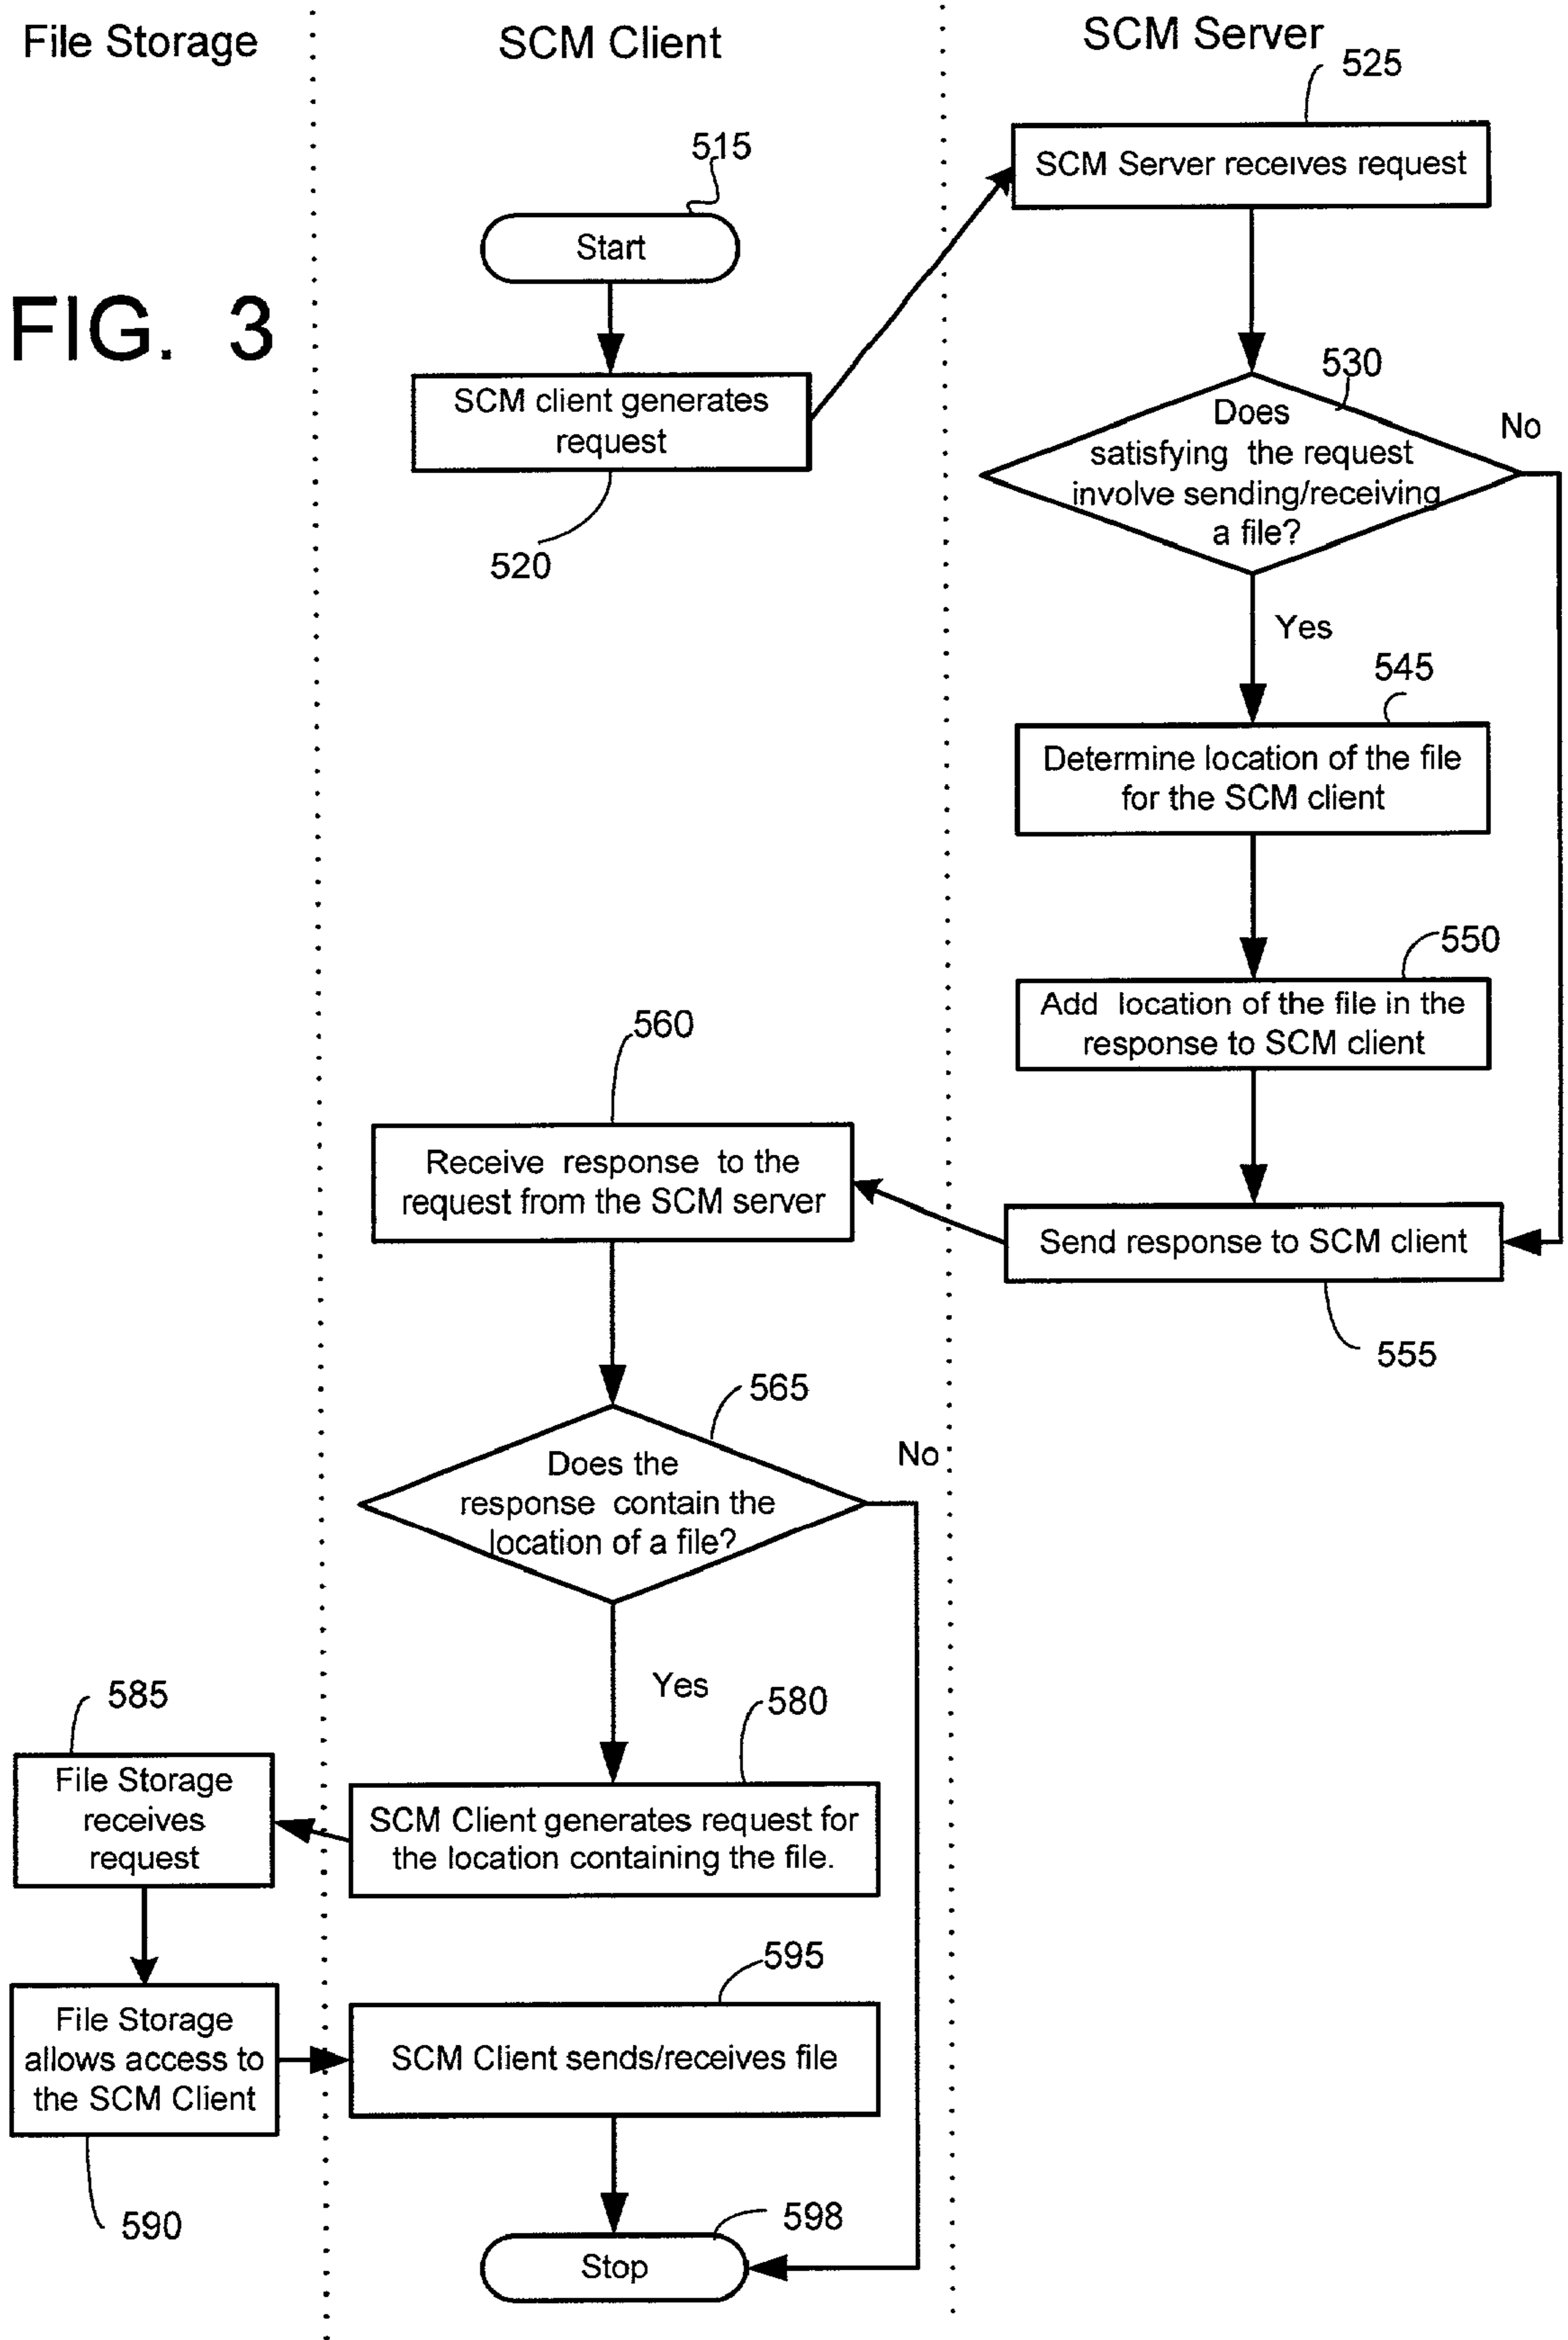 File Storage
SCM Client
SCM Server
525
SCM Server receives request
515
Start
FIG. 3
SCM client generates
request
520
530
Does
satisfying the request
involve sending/receiving
a file?
No
Yes
545
Determine location of the file
for the SCM client
550
Add location of the file in the
response to SCM client
560
Receive response to the
request from the SCM server
Send response to SCM client
555
565
Does the
response contain the
location of a file?
No
Yes
580
585
File Storage
receives
request
SCM Client generates request for
the location containing the file.
595
File Storage
allows access to
the SCM Client
SCM Client sends/receives file
590
598
Stop